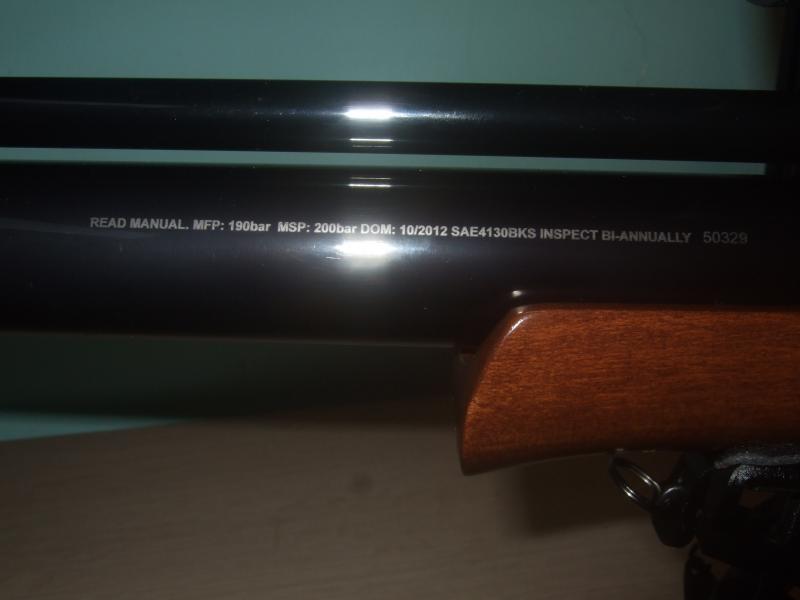 READ MANUAL. MFP: 190bar MSP: 200bar DOM: 10/2012 SAE4130BKS INSPECT BI-ANNUALLY 50329